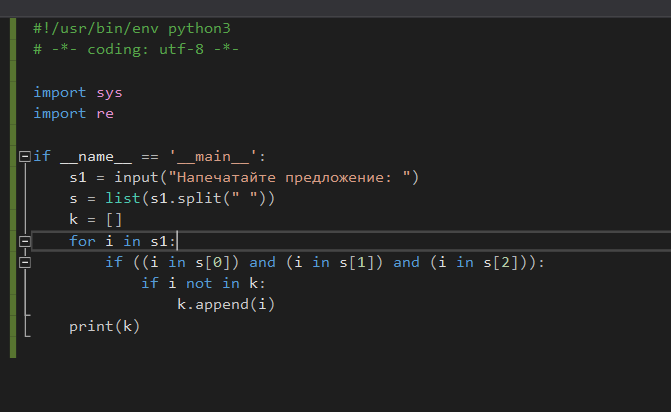 #!/usr/bin/env python3
# -*- coding: utf-8 -*-
import sys
import re
if __name__ == '__main__':
s1 = input("Напечатайте предложение: ")
s = list(s1.split(" "))
k = []
for i in s1:
if ((i in s[0]) and (i in s[1]) and (i in s[2])):
if i not in k:
k.append(i)
print(k)